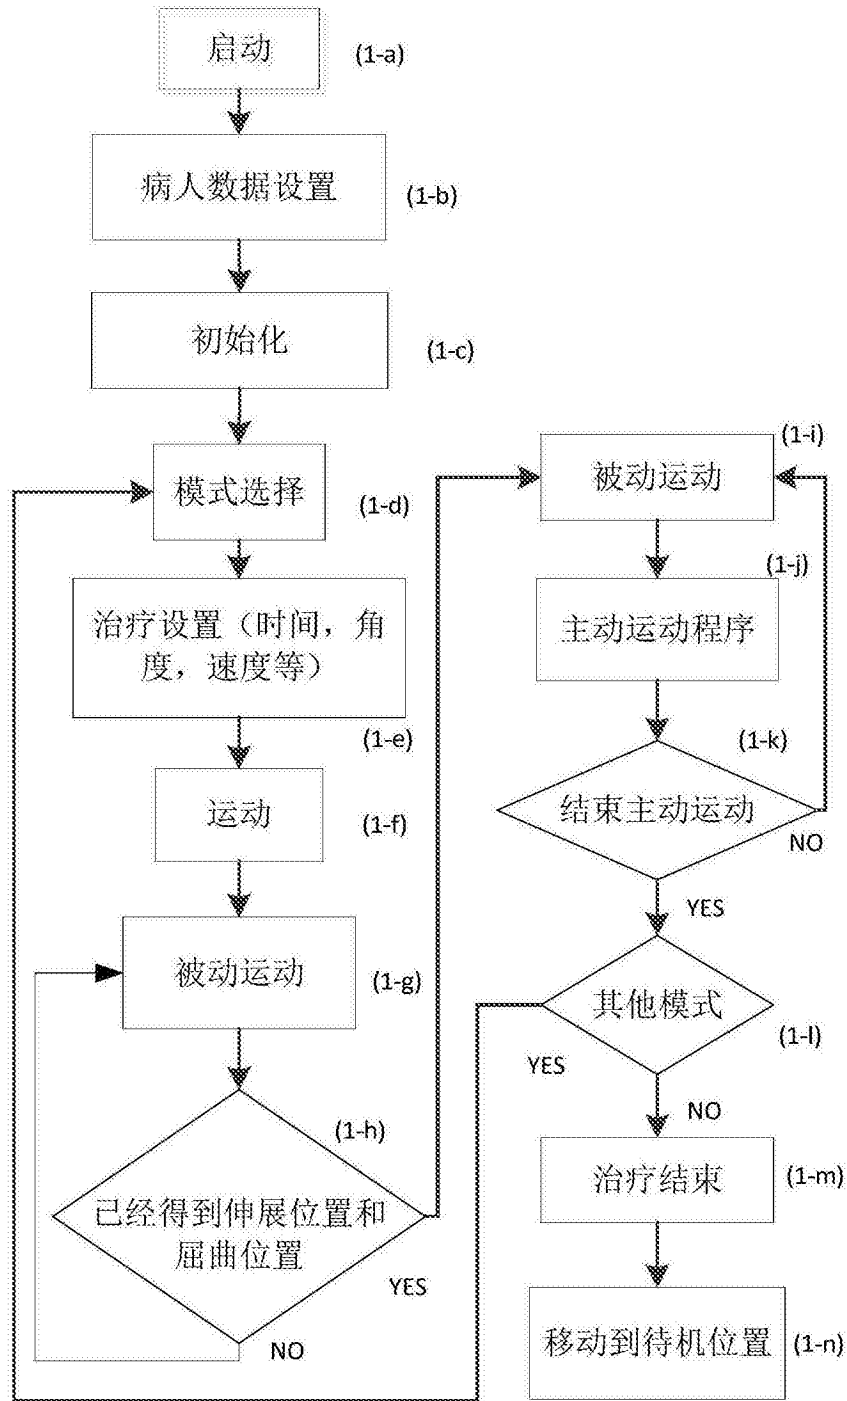 启动
(1-a)
病人数据设置
(1-b)
初始化
(1-c)
模式选择
(1-d)
治疗设置（时间，角
度，速度等）
(1-e)
运动
(1-f)
被动运动
(1-g)
(1-h)
已经得到伸展位置和
屈曲位置
YES
NO
(1-i)
被动运动
(1-j)
主动运动程序
(1-k)
结束主动运动
NO
YES
其他模式
(1-l)
YES
NO
治疗结束
(1-m)
移动到待机位置
(1-n)